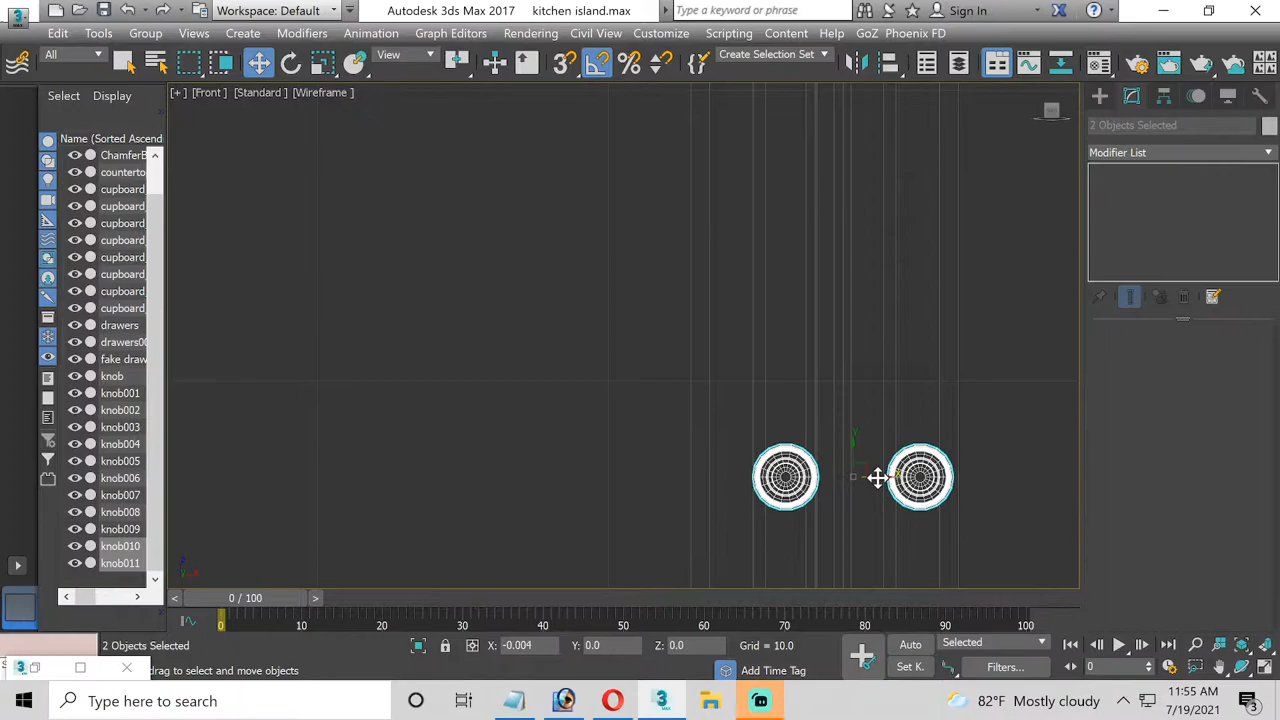 Workspace: Default
Autodesk 3ds Max 2017
kitchen island.max
Type a keyword or phrase
Sign In
MAX
Edit
Tools
Group
Views
Create
Modifiers
Animation
Graph Editors
Rendering
Civil View
Customize
Scripting
Content
Help
GoZ
Phoenix FD
All
View
Create Selection Set
Select
Display
[+] [Front] [Standard] [Wireframe]
2 Objects Selected
Modifier List
Name (Sorted Ascend
ChamferB
counterto
cupboard
cupboard
cupboard
cupboard
cupboard
cupboard
cupboard
cupboard
drawers
drawers00
fake draw
knob
knob001
knob002
knob003
knob004
knob005
knob006
knob007
knob008
knob009
knob010
knob011
0 / 100
0
10
20
30
40
50
60
70
80
90
100
2 Objects Selected
X: -0.004
Y: 0.0
Z: 0.0
Grid = 10.0
Auto
Selected
drag to select and move objects
Add Time Tag
Set K.
Filters...
0
Type here to search
82°F Mostly cloudy
11:55 AM
7/19/2021
3